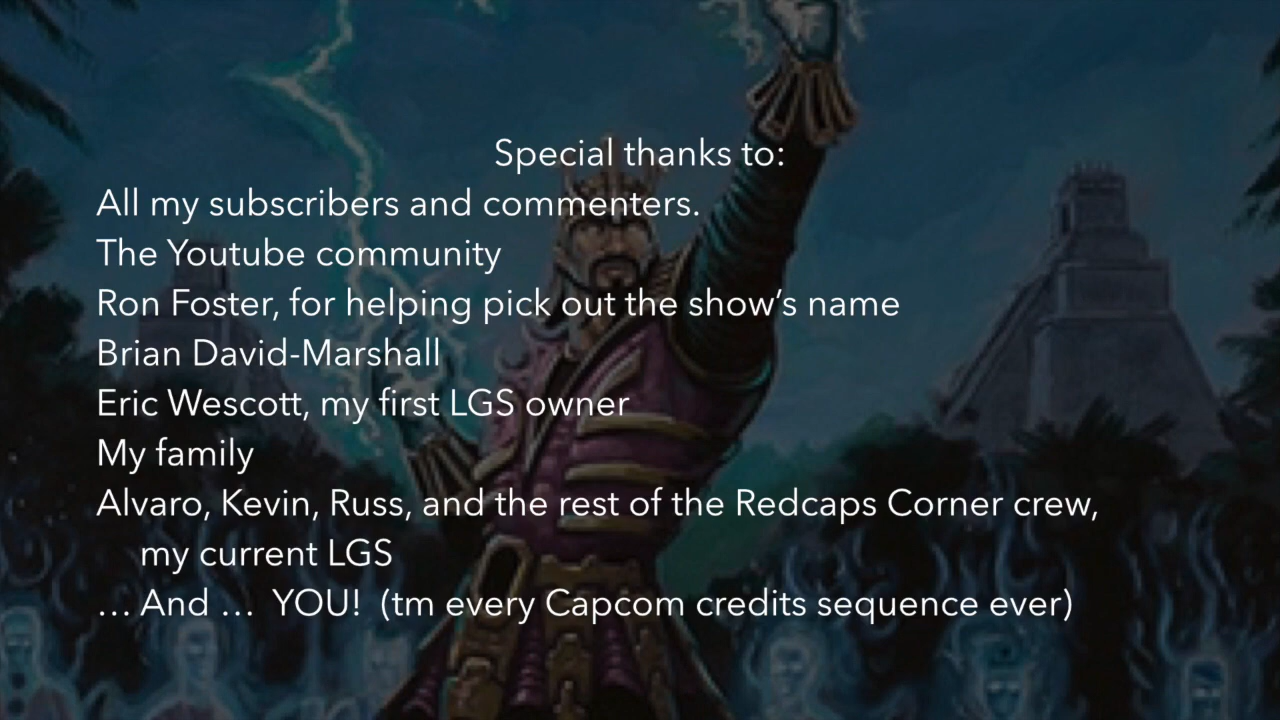 Special thanks to:
All my subscribers and commenters.
The Youtube community
Ron Foster, for helping pick out the show’s name
Brian David-Marshall
Eric Wescott, my first LGS owner
My family
Alvaro, Kevin, Russ, and the rest of the Redcaps Corner crew,
my current LGS
… And …  YOU!  (tm every Capcom credits sequence ever)